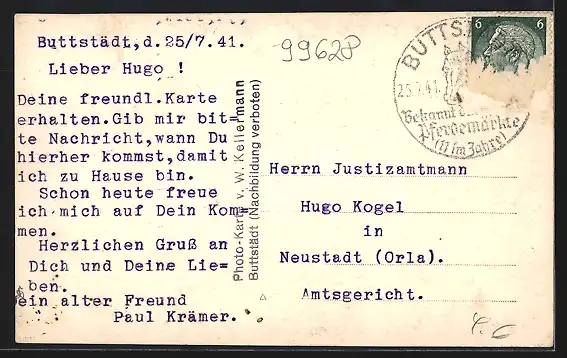 Buttstädt,d.25/7.41.
Lieber Hugo !
Deine freundl.Karte
erhalten.Gib mir bit=
te Nachricht,wann Du
hierher kommst,damit
ich zu Hause bin.
Schon heute freue
ich mich auf Dein Kom=
men.
Herzlichen Gruß an
Dich und Deine Lie=
ben.
Dein alter Freund
Paul Krämer.
Photo-Karte v. W. Kellermann
Buttstädt (Nachbildung verboten)
99628
BUTTST
25.7.41.
Bekannt
Pferdemärkte
(11 im Jahre)
6 6
Herrn Justizamtmann
Hugo Kogel
in
Neustadt (Orla).
Amtsgericht.